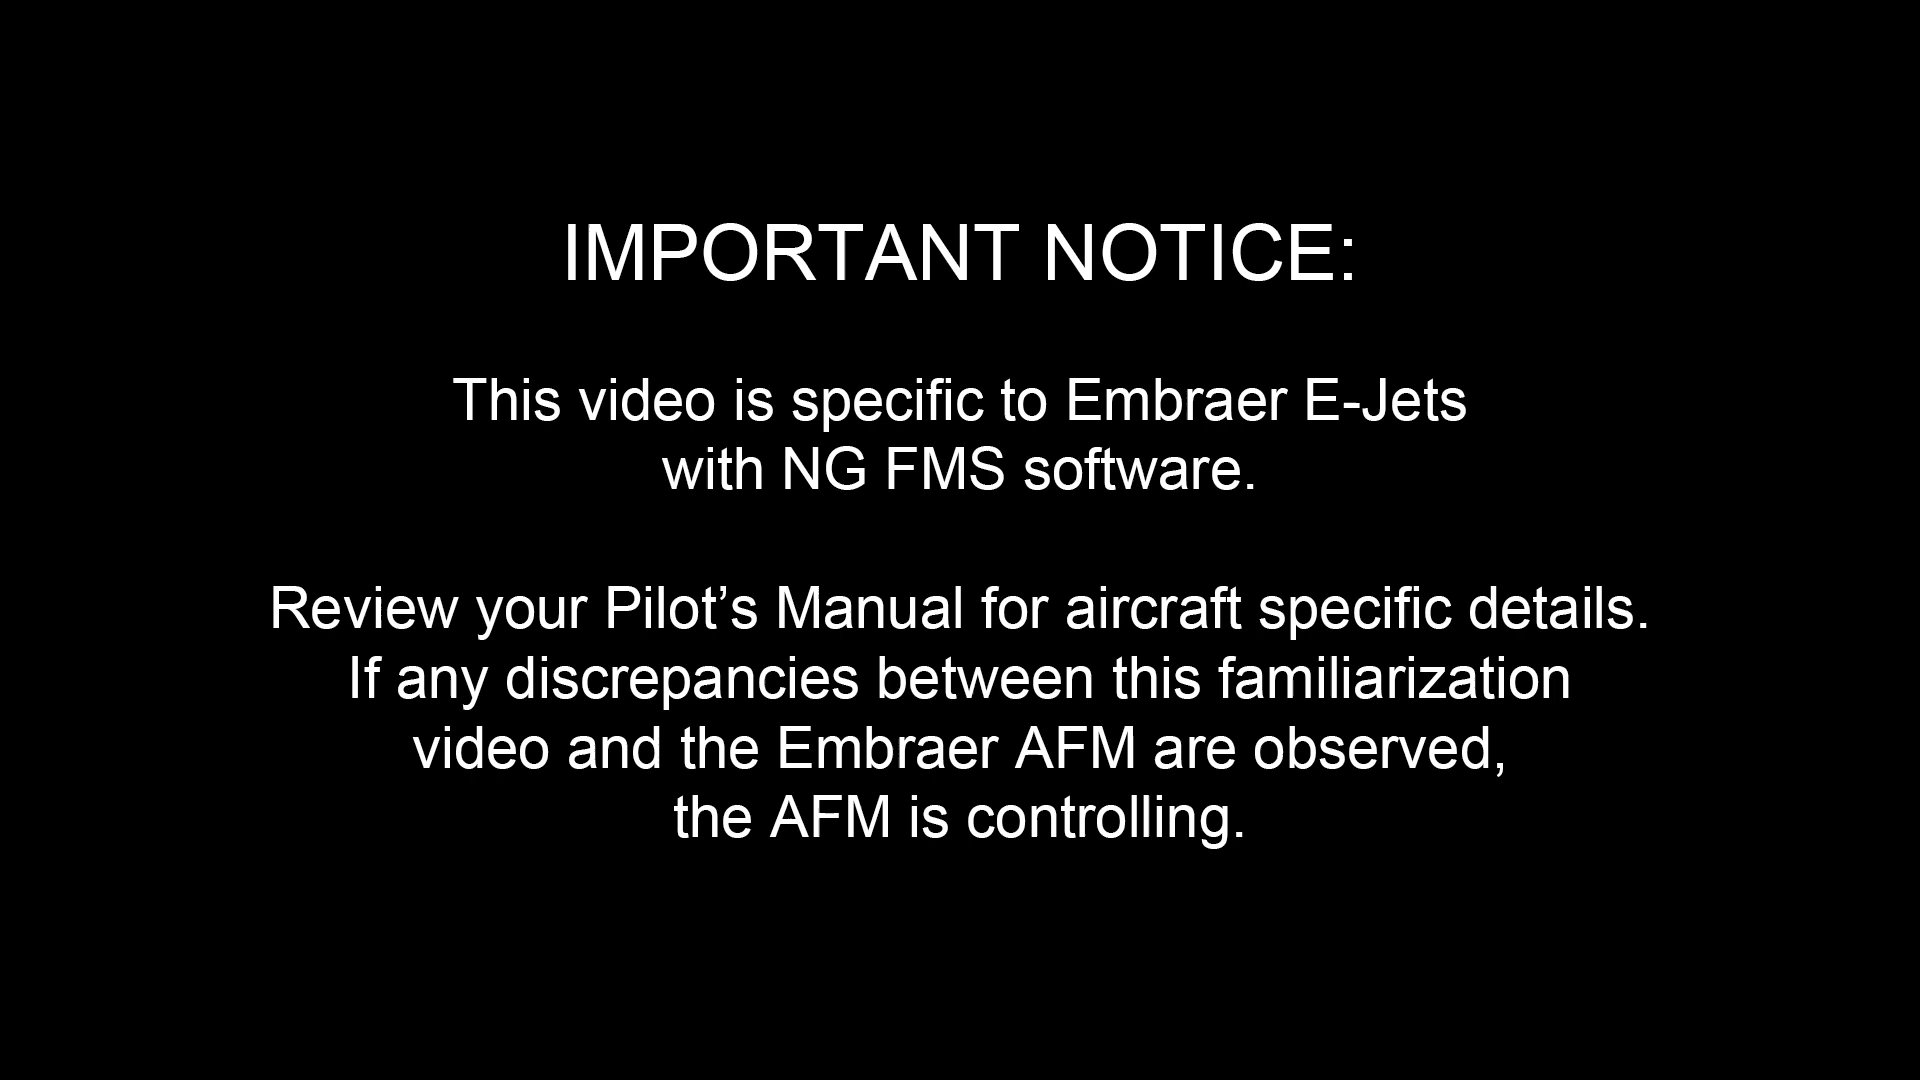 IMPORTANT NOTICE:
This video is specific to Embraer E-Jets
with NG FMS software.
Review your Pilot’s Manual for aircraft specific details.
If any discrepancies between this familiarization
video and the Embraer AFM are observed,
the AFM is controlling.